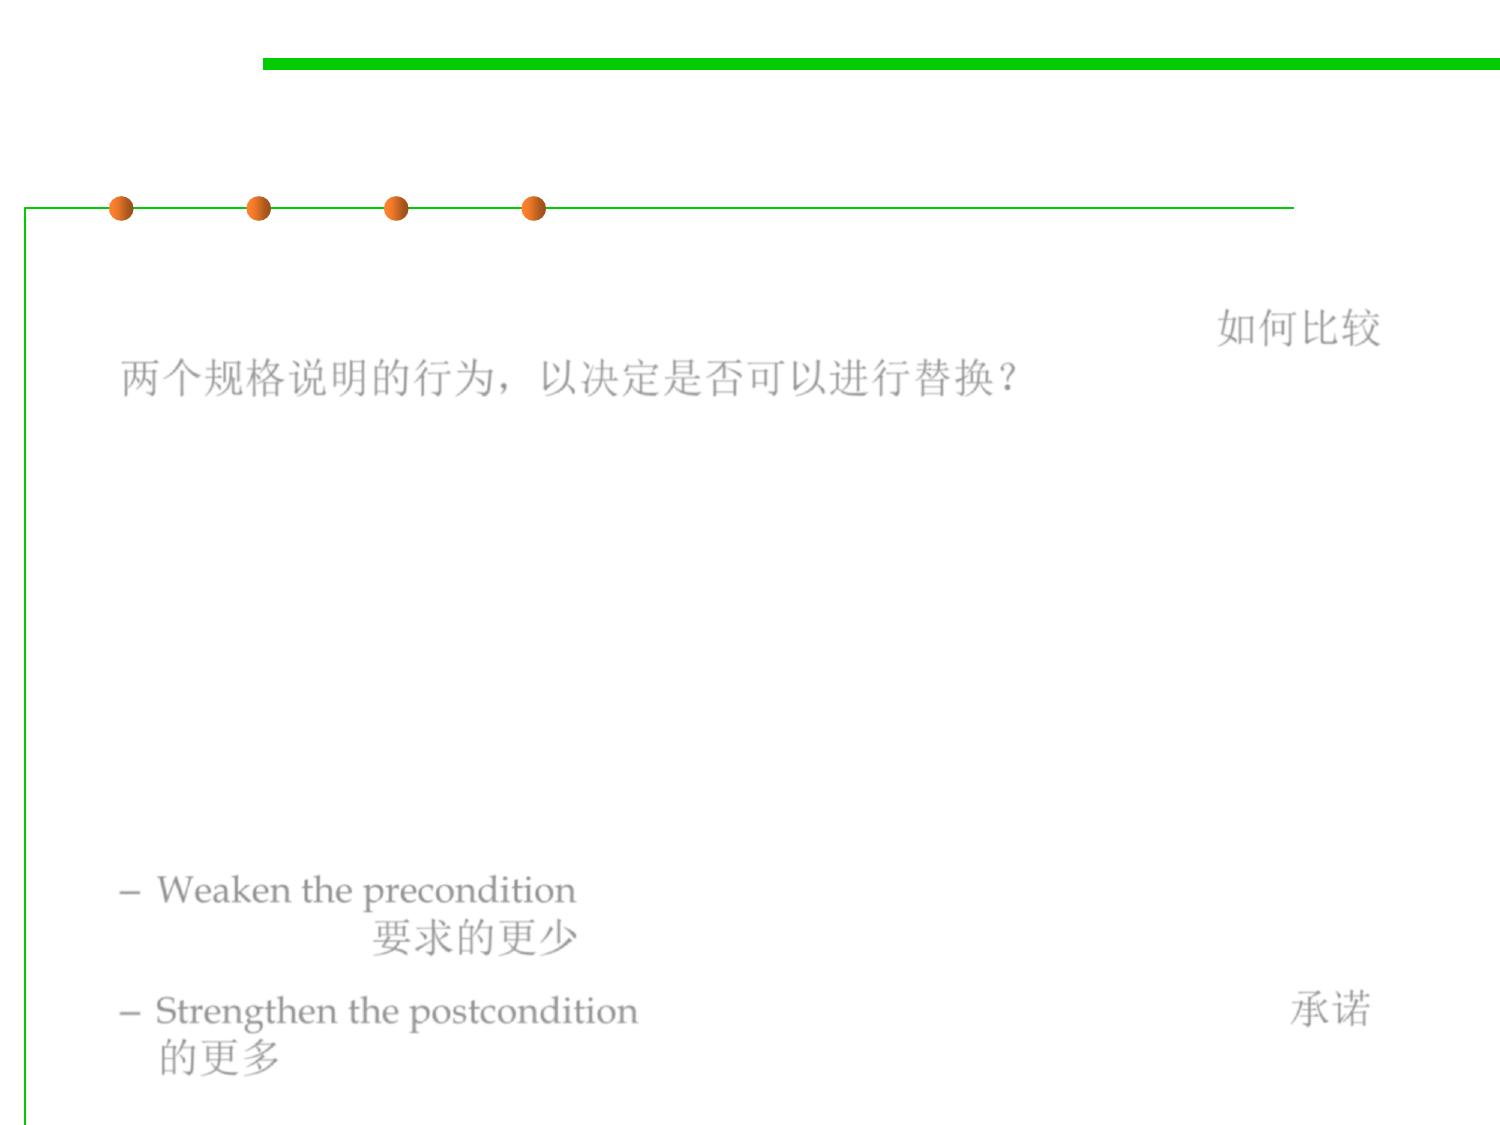 如何比较
两个规格说明的行为，以决定是否可以进行替换？
– Weaken the precondition
要求的更少
– Strengthen the postcondition 承诺
的更多